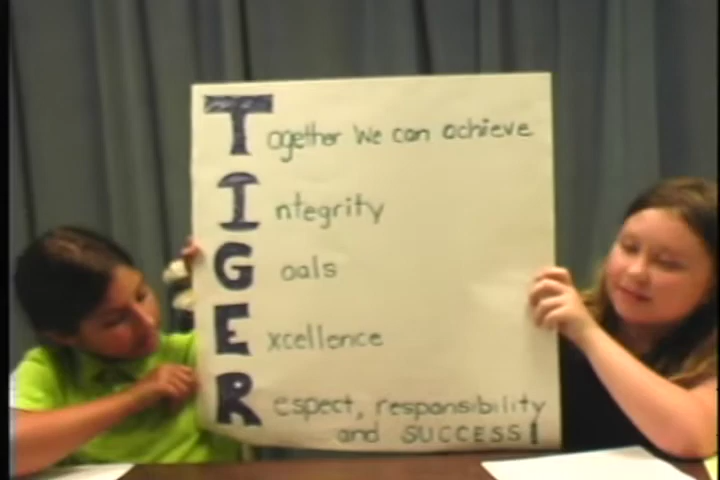 Together We can achieve
Integrity
Goals
Excellence
Respect, responsibility
and SUCCESS!